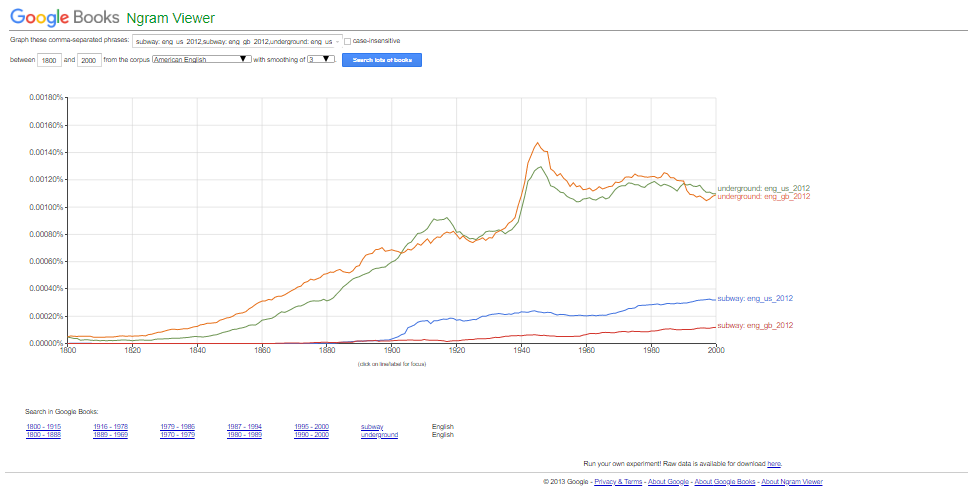 Google Books Ngram Viewer
Graph these comma-separated phrases: subway: eng_us_2012,subway: eng_gb_2012,underground: eng_us case-insensitive
between 1800 and 2000 from the corpus American English with smoothing of 3 Search lots of books
0.00180%
0.00160%
0.00140%
0.00120%
0.00100%
0.00080%
0.00060%
0.00040%
0.00020%
0.00000%
underground: eng_us_2012
underground: eng_gb_2012
subway: eng_us_2012
subway: eng_gb_2012
1800 1820 1840 1860 1880 1900 1920 1940 1960 1980 2000
(click on line/label for focus)
Search in Google Books:
1800 - 1915 1916 - 1978 1979 - 1986 1987 - 1994 1995 - 2000 subway English
1800 - 1888 1889 - 1969 1970 - 1979 1980 - 1989 1990 - 2000 underground English
Run your own experiment! Raw data is available for download here.
© 2013 Google - Privacy & Terms - About Google - About Google Books - About Ngram Viewer